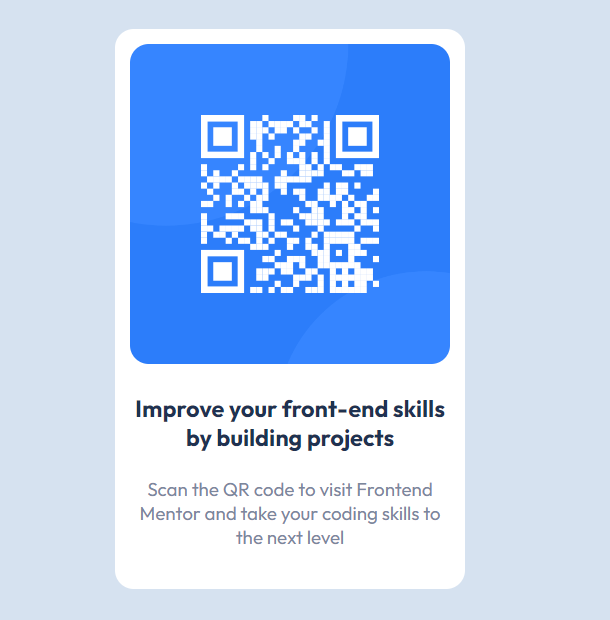 Improve your front-end skills
by building projects
Scan the QR code to visit Frontend
Mentor and take your coding skills to
the next level